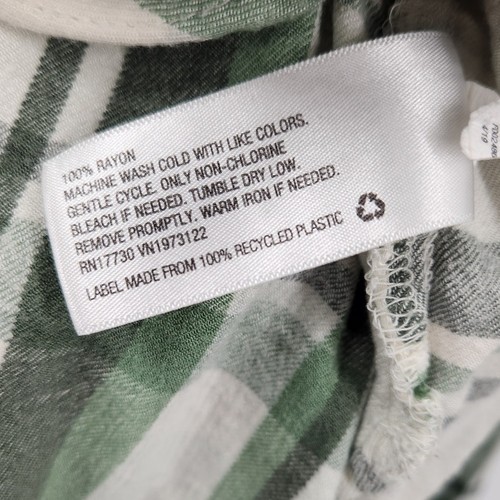 100% RAYON
MACHINE WASH COLD WITH LIKE COLORS.
GENTLE CYCLE. ONLY NON-CHLORINE
BLEACH IF NEEDED. TUMBLE DRY LOW.
REMOVE PROMPTLY. WARM IRON IF NEEDED.
RN17730 VN1973122
LABEL MADE FROM 100% RECYCLED PLASTIC